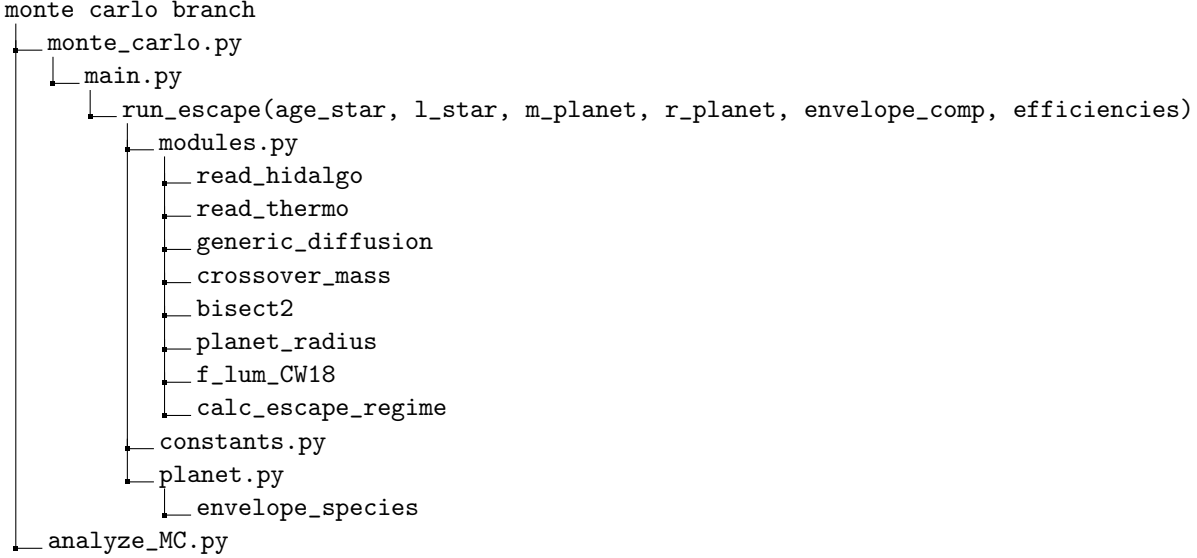 monte carlo branch
monte_carlo.py
main.py
run_escape(age_star, l_star, m_planet, r_planet, envelope_comp, efficiencies)
modules.py
read_hidalgo
read_thermo
generic_diffusion
crossover_mass
bisect2
planet_radius
f_lum_CW18
calc_escape_regime
constants.py
planet.py
envelope_species
analyze_MC.py